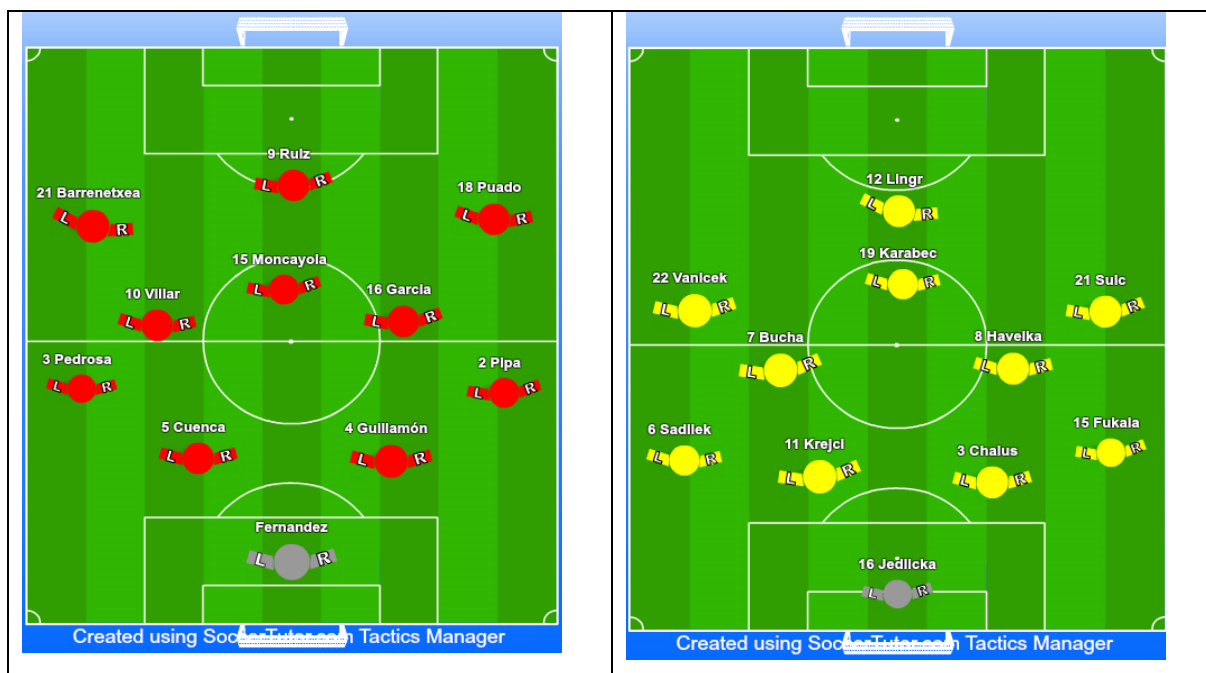 9 Ruiz
L R
21 Barrenetxea
L R
18 Puado
L R
15 Moncayola
L R
10 Villar
L R
16 Garcia
L R
3 Pedrosa
L R
2 Pipa
L R
5 Cuenca
L R
4 Guillamón
L R
Fernandez
L R
Created using SoccerTutor.com Tactics Manager
12 Lingr
L R
19 Karabec
L R
22 Vanicek
L R
21 Sulc
L R
7 Bucha
L R
8 Havelka
L R
6 Sadilek
L R
11 Krejci
L R
3 Chalus
L R
15 Fukala
L R
16 Jedlicka
L R
Created using SoccerTutor.com Tactics Manager